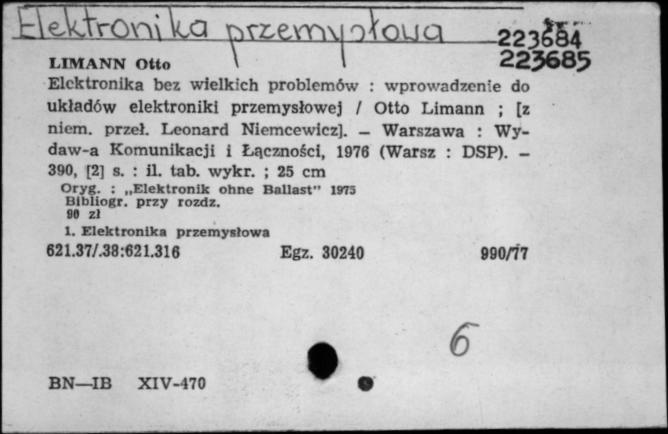 Elektronika przemysłowa
223684
223685
LIMANN Otto
Elektronika bez wielkich problemów : wprowadzenie do
układów elektroniki przemysłowej / Otto Limann ; [z
niem. przeł. Leonard Niemcewicz]. — Warszawa : Wy-
daw-a Komunikacji i Łączności, 1976 (Warsz : DSP). —
390, [2] s. : il. tab. wykr. ; 25 cm
Oryg. : „Elektronik ohne Ballast" 1975
Bibliogr. przy rozdz.
90 zł
1. Elektronika przemysłowa
621.37/.38:621.316 Egz. 30240 990/77
6
BN—IB XIV-470